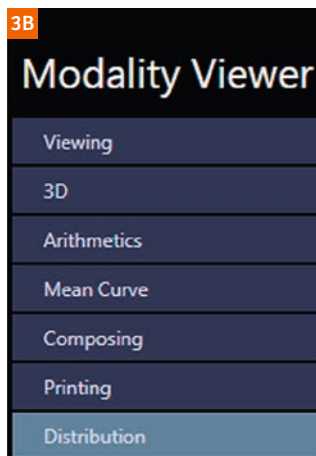 3B
Modality Viewer
Viewing
3D
Arithmetics
Mean Curve
Composing
Printing
Distribution